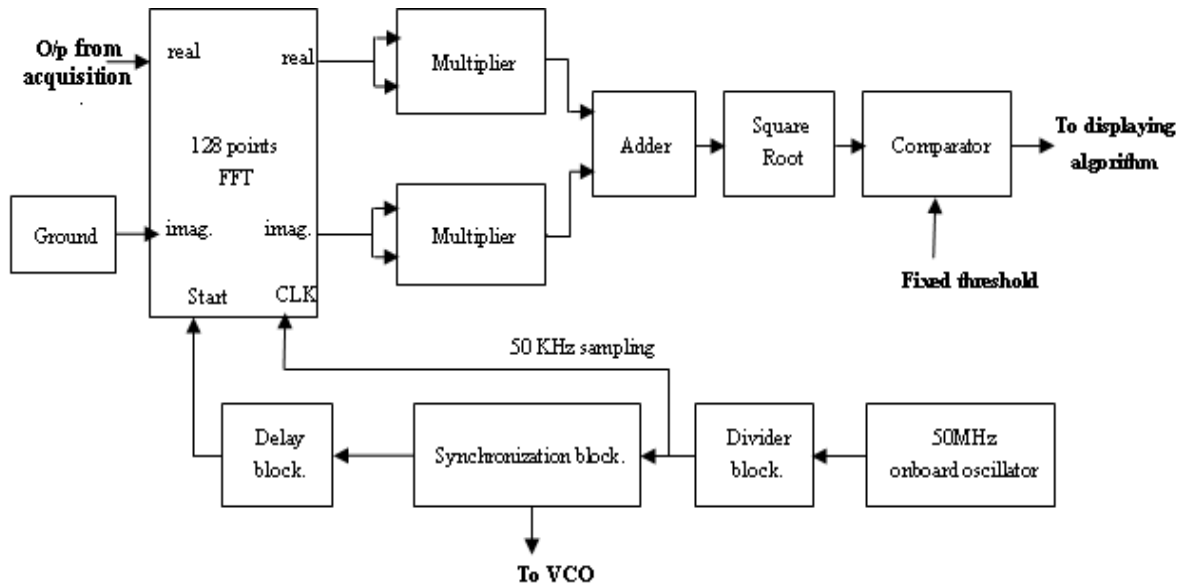 O/p from
acquisition
.
real
real
128 points
FFT
imag.
imag.
Start
CLK
Ground
Multiplier
Multiplier
Adder
Square
Root
Comparator
To displaying
algorithm
Fixed threshold
50 KHz sampling
Delay
block.
Synchronization block.
Divider
block.
50MHz
onboard oscillator
To VCO